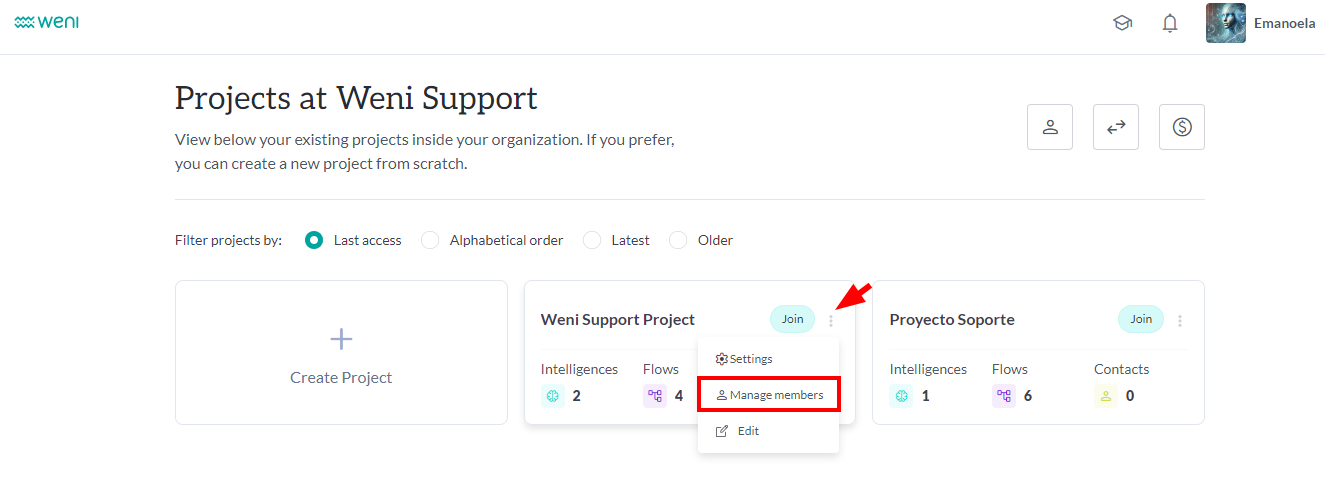 weni
Emanoela
Projects at Weni Support
View below your existing projects inside your organization. If you prefer,
you can create a new project from scratch.
Filter projects by: Last access Alphabetical order Latest Older
Create Project
Weni Support Project Join
Intelligences Flows
2 4
Settings
Manage members
Edit
Proyecto Soporte Join
Intelligences Flows Contacts
1 6 0